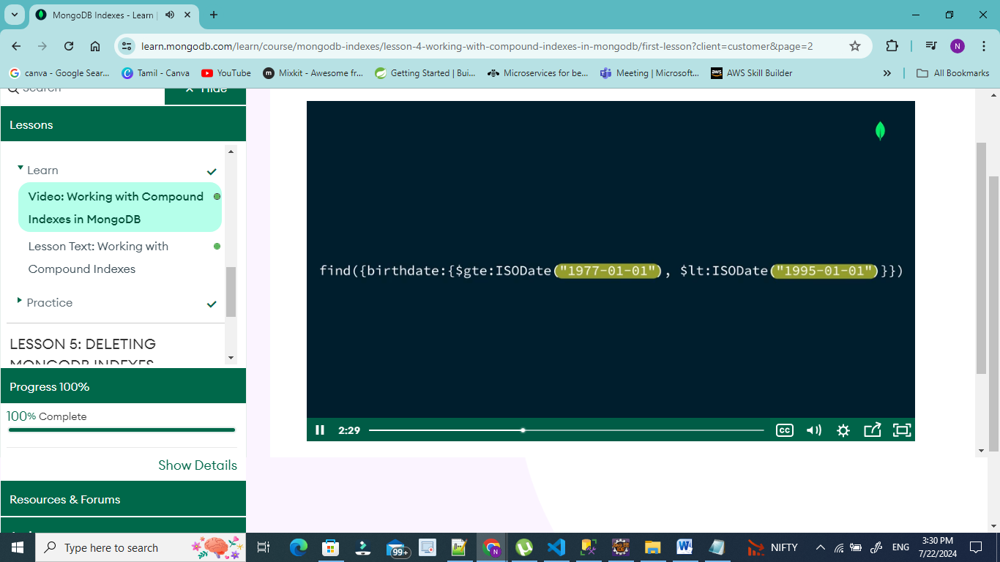 MongoDB Indexes - Learn |
learn.mongodb.com/learn/course/mongodb-indexes/lesson-4-working-with-compound-indexes-in-mongodb/first-lesson?client=customer&page=2
N
canva - Google Sear...
Tamil - Canva
YouTube
Mixkit - Awesome fr...
Getting Started | Bui...
Microservices for be...
Meeting | Microsoft...
AWS Skill Builder
All Bookmarks
Search
× Hide
Lessons
Learn
Video: Working with Compound
Indexes in MongoDB
Lesson Text: Working with
Compound Indexes
Practice
LESSON 5: DELETING
MONGODB INDEXES
Progress 100%
100% Complete
Show Details
Resources & Forums
find({birthdate:{$gte:ISODate("1977-01-01"), $lt:ISODate("1995-01-01")}})
2:29
CC
Type here to search
99+
NIFTY
ENG
3:30 PM
7/22/2024